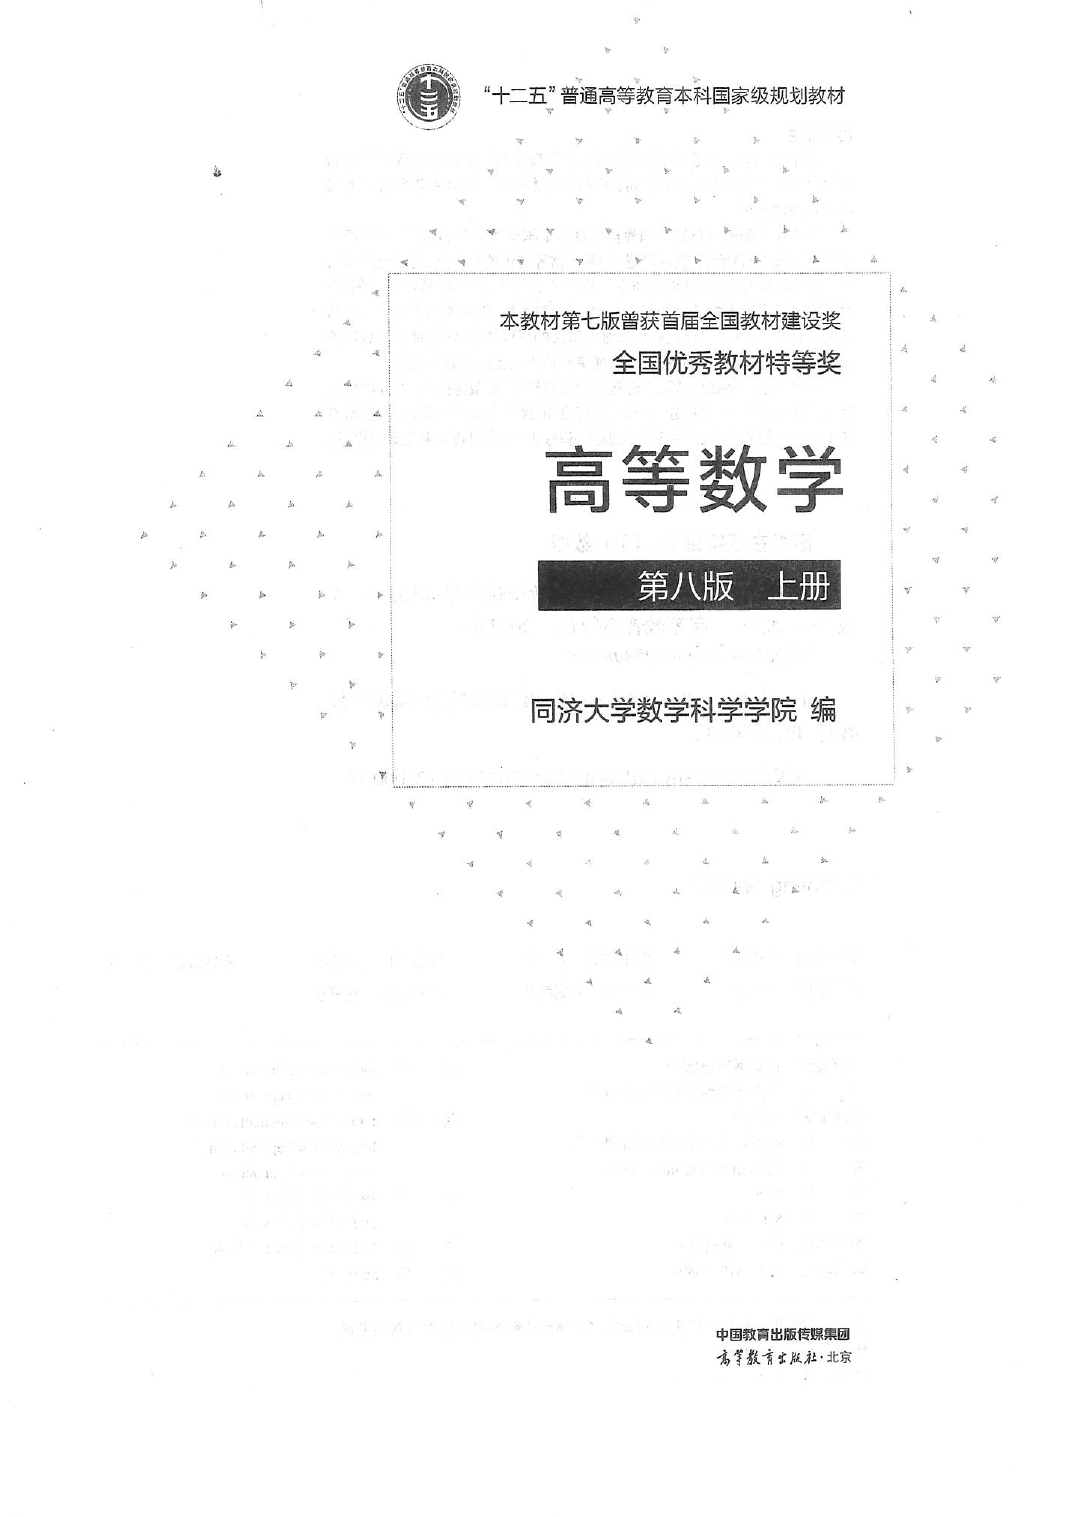 “十二五”普通高等教育本科国家级规划教材
本教材第七版曾获首届全国教材建设奖
全国优秀教材特等奖
高等数学
第八版 上册
同济大学数学科学学院 编
中国教育出版传媒集团
高等教育出版社·北京